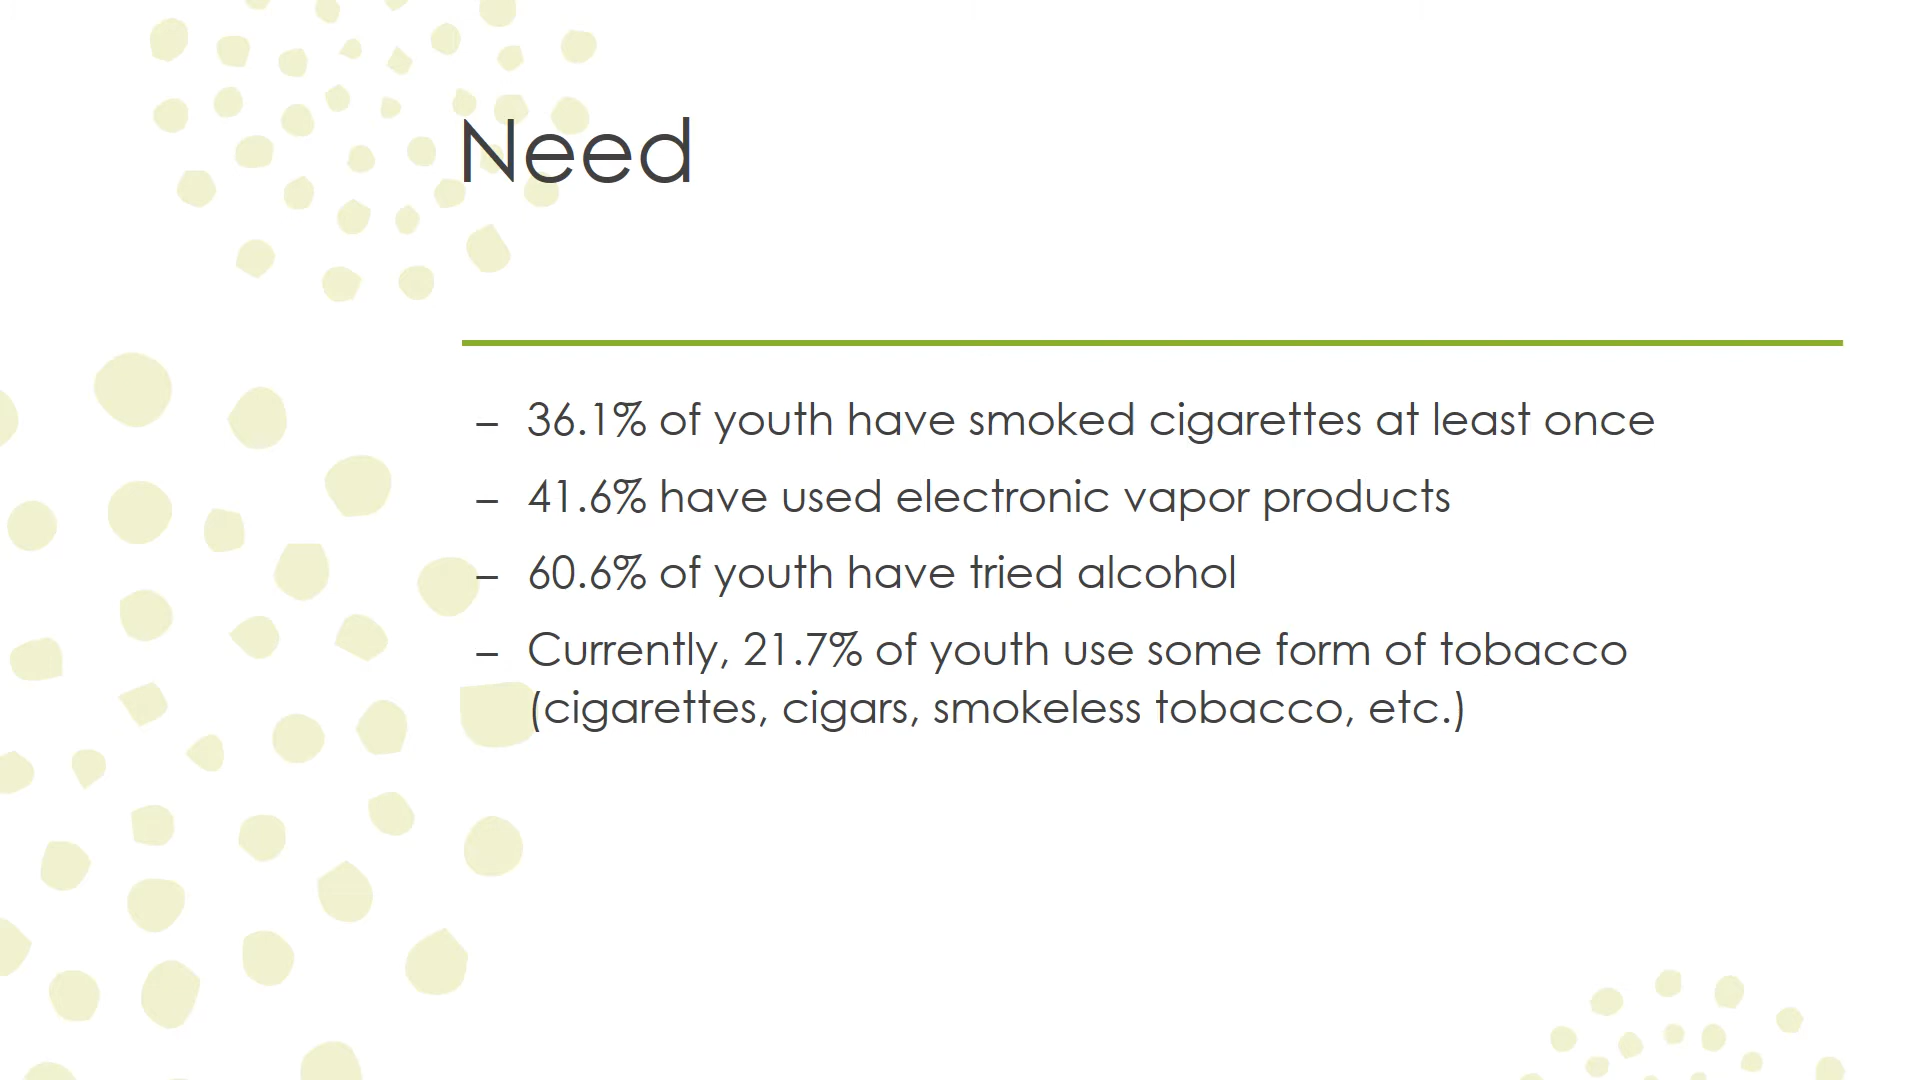 Need
– 36.1% of youth have smoked cigarettes at least once
– 41.6% have used electronic vapor products
– 60.6% of youth have tried alcohol
– Currently, 21.7% of youth use some form of tobacco
(cigarettes, cigars, smokeless tobacco, etc.)